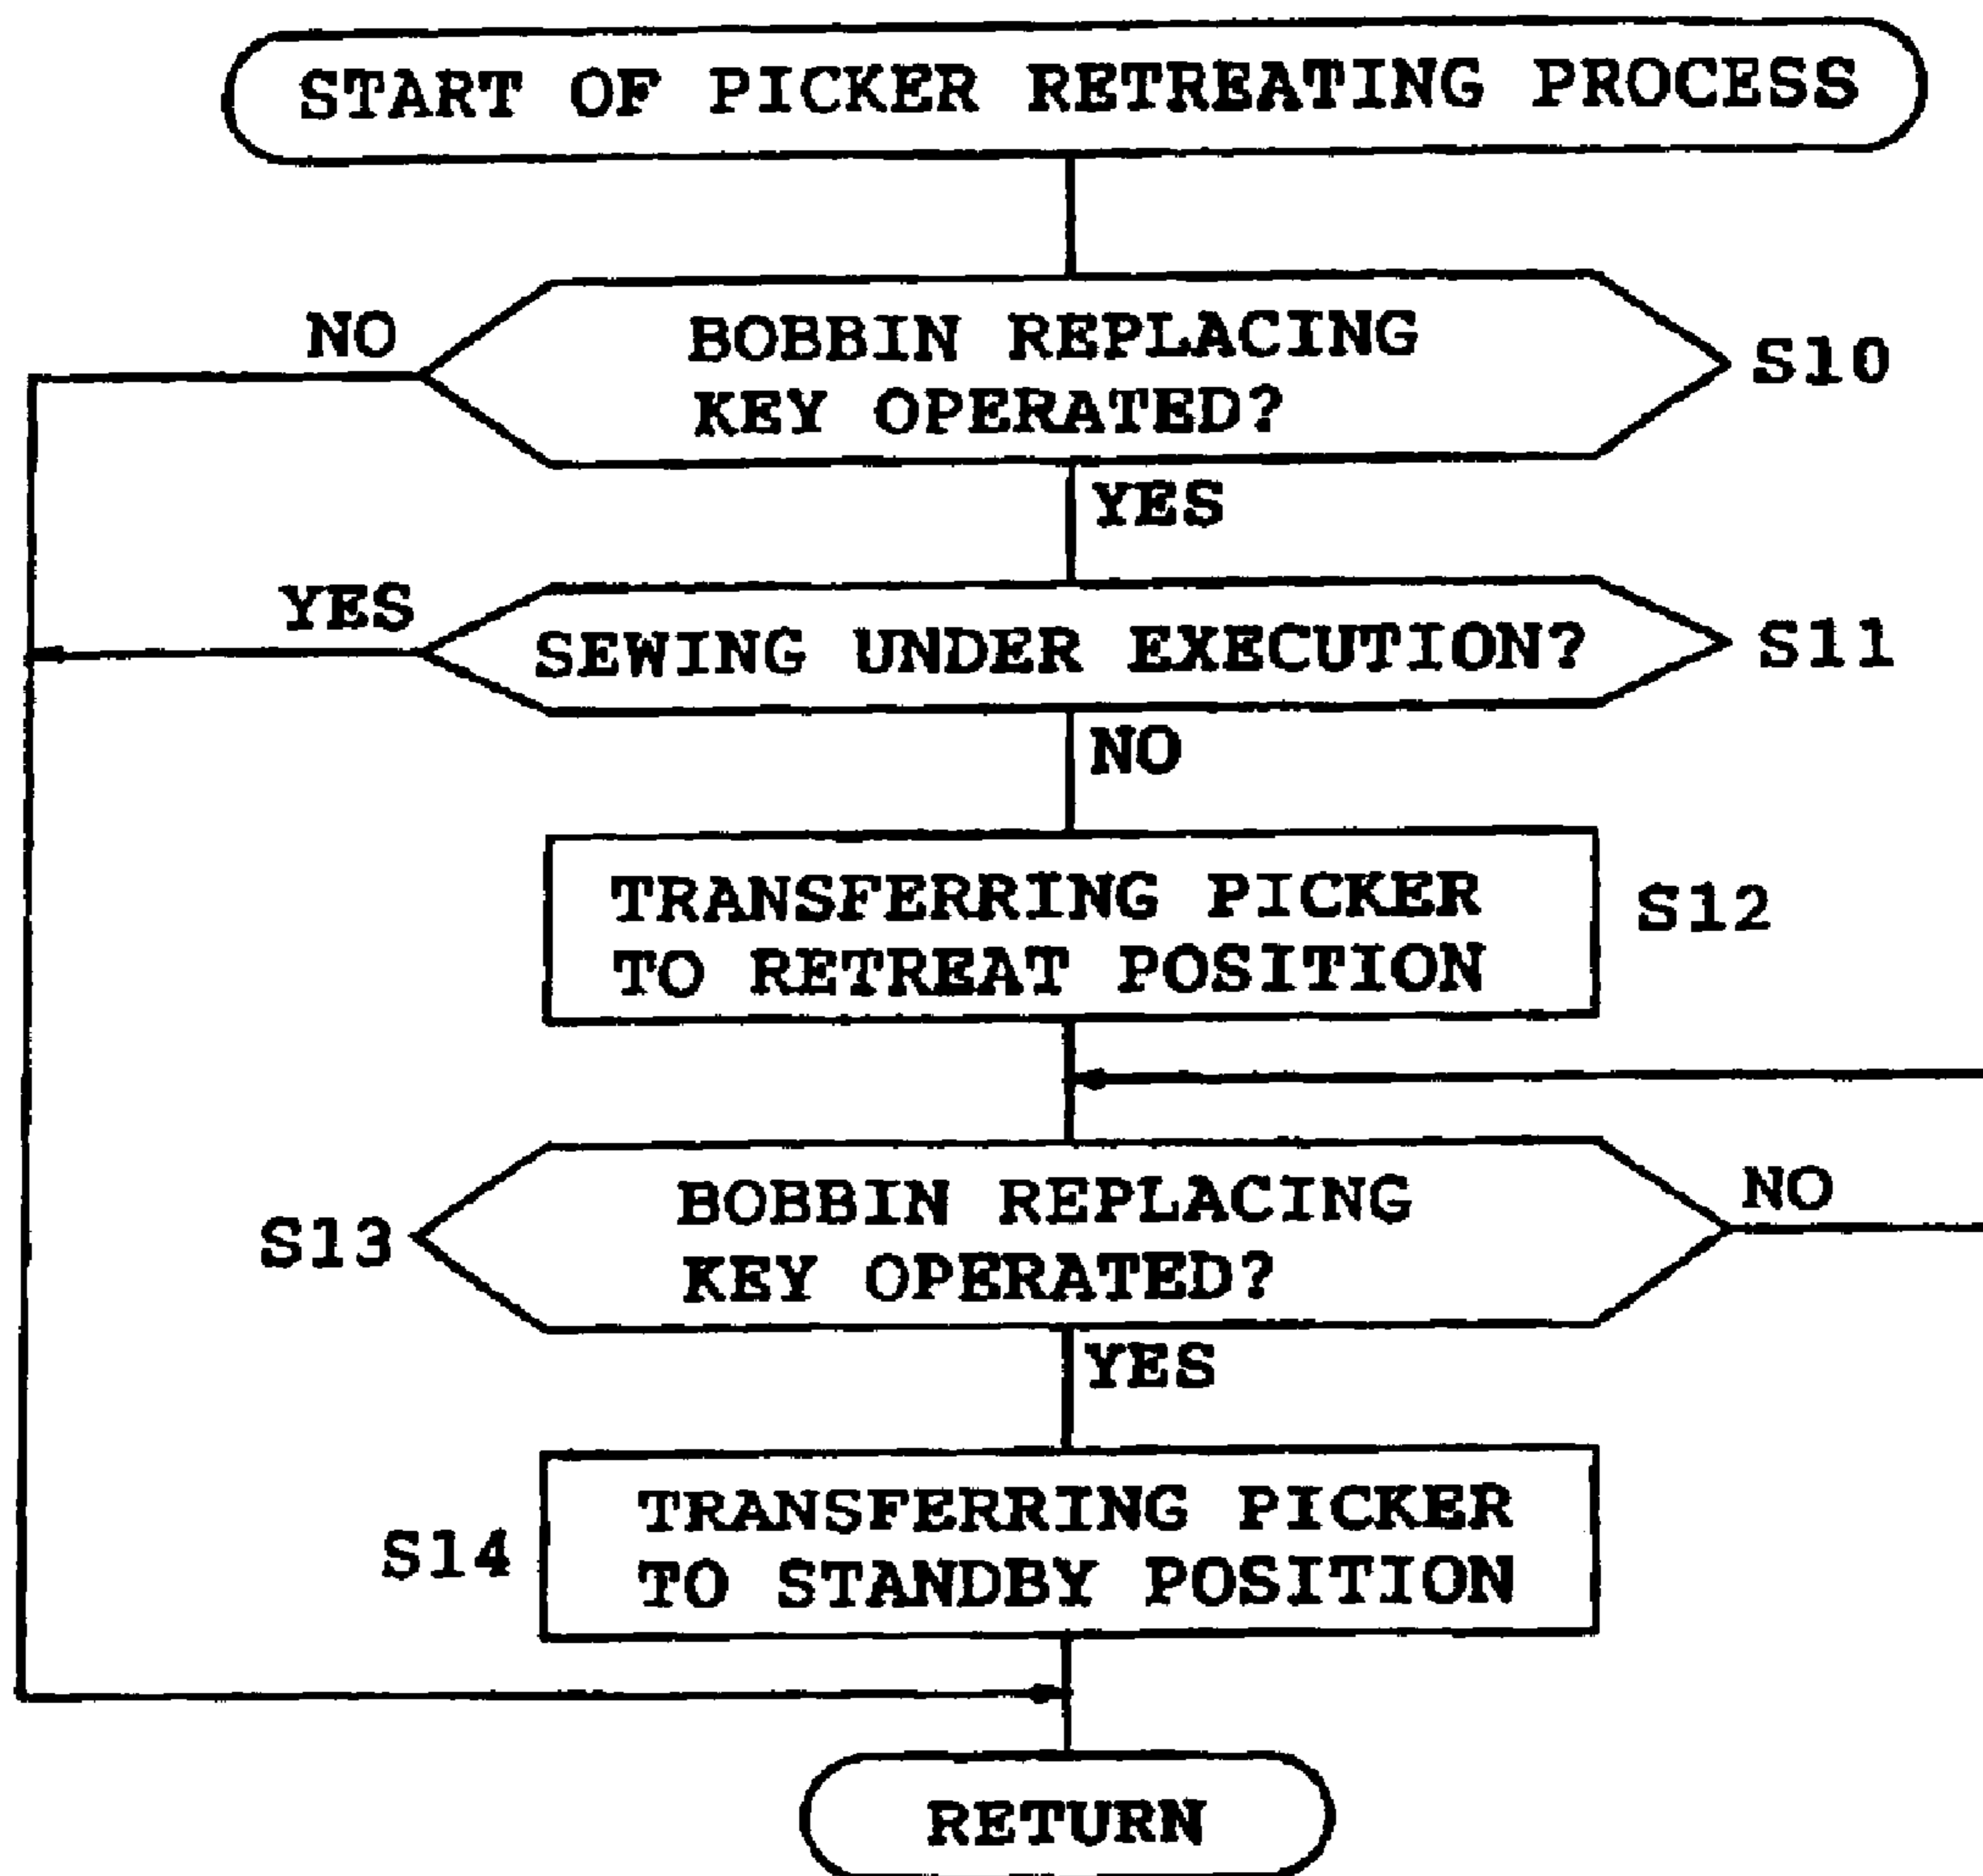 START OF PICKER RETREATING PROCESS
NO
BOBBIN REPLACING
KEY OPERATED?
S10
YES
YES
SEWING UNDER EXECUTION?
S11
NO
TRANSFERRING PICKER
TO RETREAT POSITION
S12
BOBBIN REPLACING
KEY OPERATED?
NO
S13
YES
TRANSFERRING PICKER
TO STANDBY POSITION
S14
RETURN